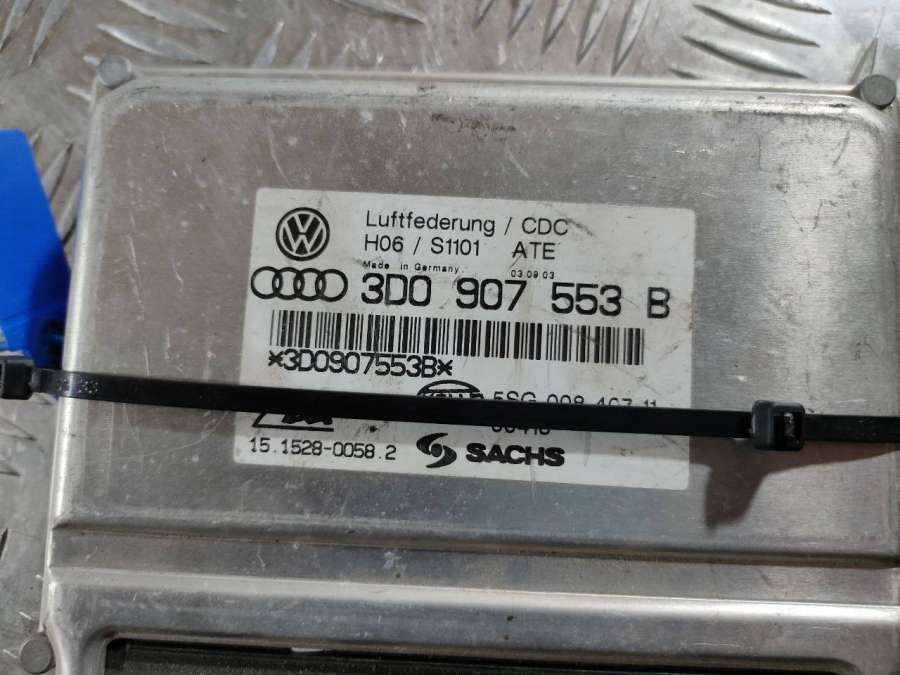 Luftfederung / CDC
H06 / S1101 ATE
Made in Germany 03.09.03
3D0 907 553 B
*3D0907553B*
15.1528-0058.2 SACHS